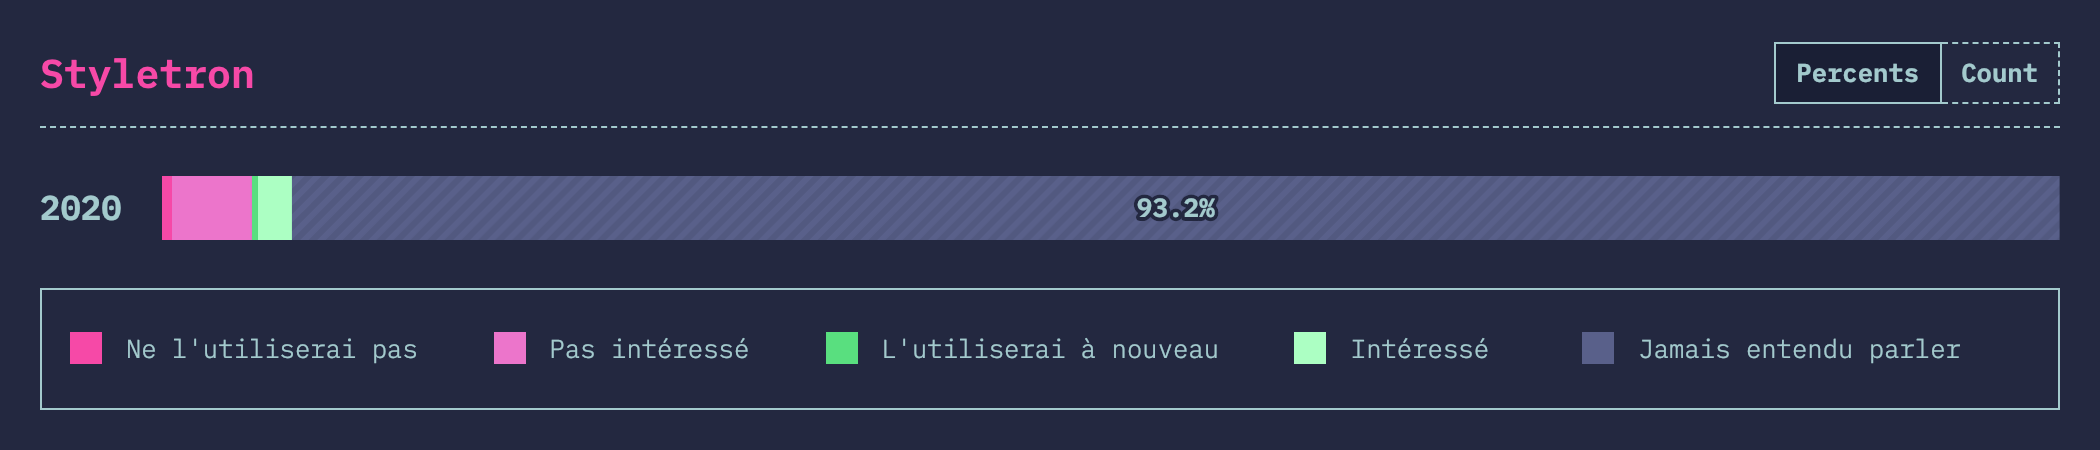 Styletron
Percents Count
2020 93.2%
Ne l'utiliserai pas Pas intéressé L'utiliserai à nouveau Intéressé Jamais entendu parler